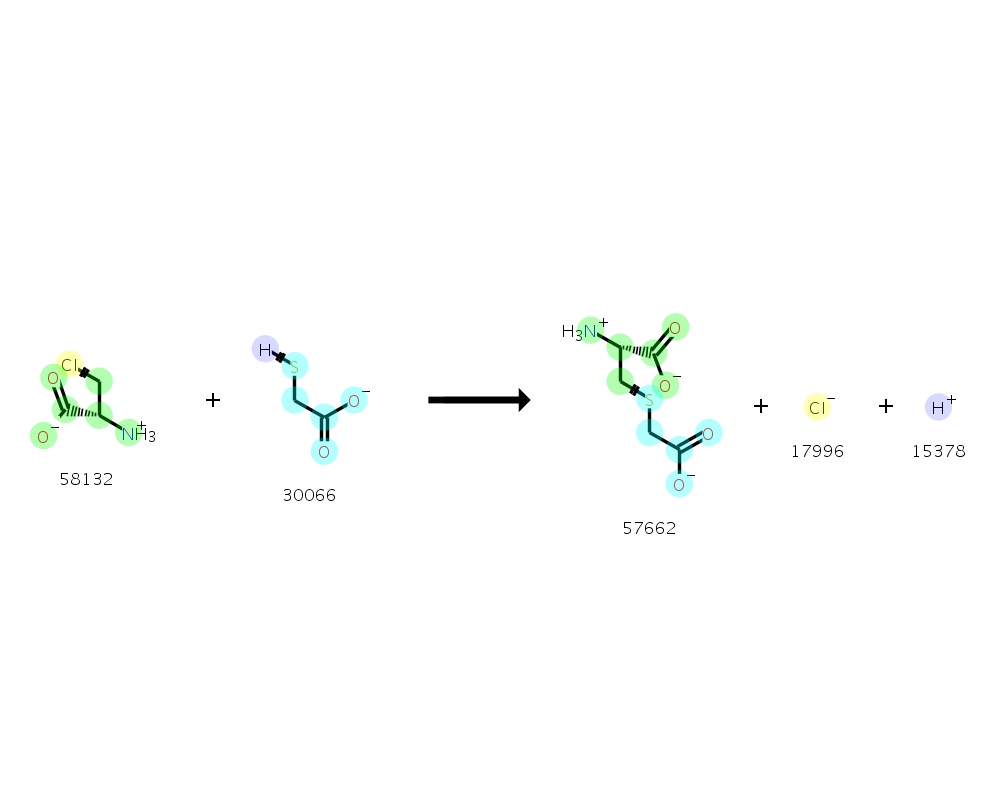 Cl
O
O⁻
NH3⁺
58132
+
H
S
O⁻
O
30066
H₃N⁺
O
O⁻
S
O
O⁻
57662
+
Cl⁻
17996
+
H⁺
15378